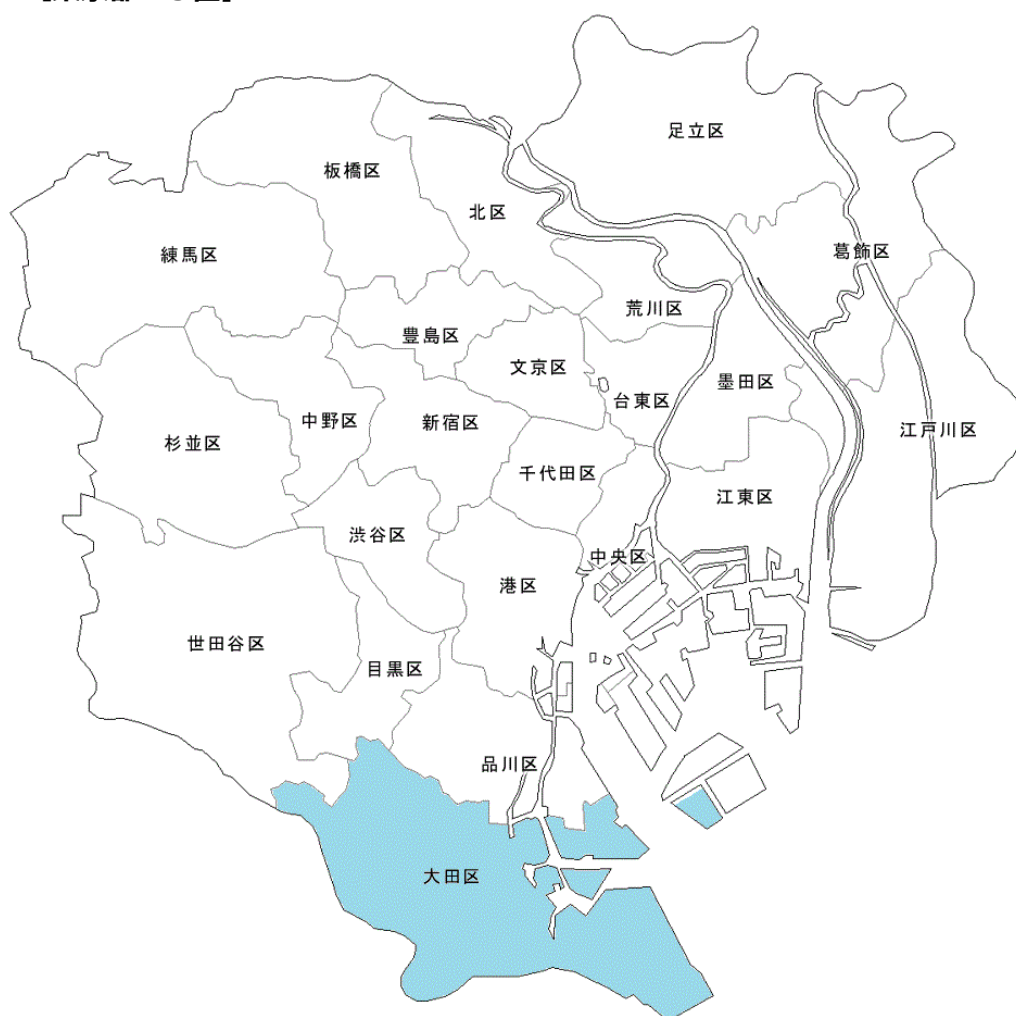 足立区
板橋区
北区
練馬区
葛飾区
荒川区
豊島区
文京区
墨田区
台東区
中野区
新宿区
杉並区
江戸川区
千代田区
江東区
渋谷区
中央区
港区
世田谷区
目黒区
品川区
大田区